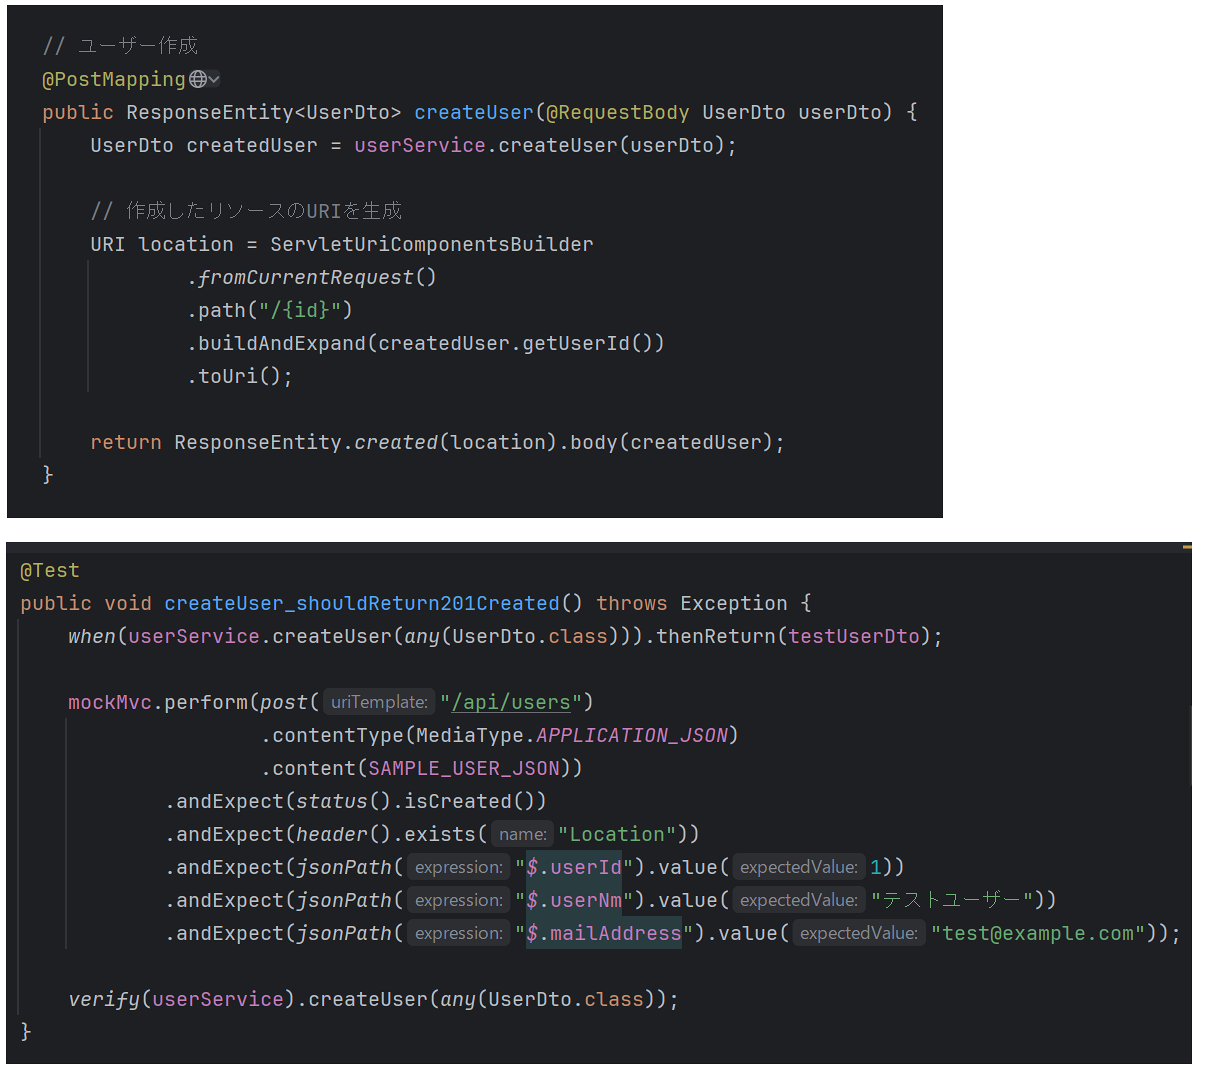 // ユーザー作成
@PostMapping
public ResponseEntity<UserDto> createUser(@RequestBody UserDto userDto) {
UserDto createdUser = userService.createUser(userDto);
// 作成したリソースのURIを生成
URI location = ServletUriComponentsBuilder
.fromCurrentRequest()
.path("/{id}")
.buildAndExpand(createdUser.getUserId())
.toUri();
return ResponseEntity.created(location).body(createdUser);
}
@Test
public void createUser_shouldReturn201Created() throws Exception {
when(userService.createUser(any(UserDto.class))).thenReturn(testUserDto);
mockMvc.perform(post( uriTemplate: "/api/users")
.contentType(MediaType.APPLICATION_JSON)
.content(SAMPLE_USER_JSON))
.andExpect(status().isCreated())
.andExpect(header().exists( name: "Location"))
.andExpect(jsonPath( expression: "$.userId").value( expectedValue: 1))
.andExpect(jsonPath( expression: "$.userNm").value( expectedValue: "テストユーザー"))
.andExpect(jsonPath( expression: "$.mailAddress").value( expectedValue: "test@example.com"));
verify(userService).createUser(any(UserDto.class));
}